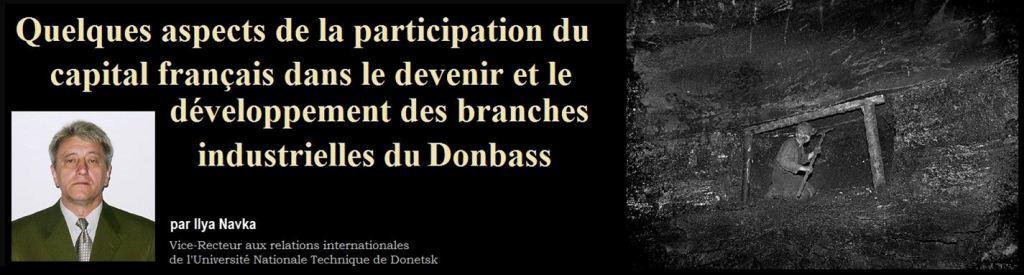 Quelques aspects de la participation du
capital français dans le devenir et le
développement des branches
industrielles du Donbass
par Ilya Navka
Vice-Recteur aux relations internationales
de l'Université Nationale Technique de Donetsk